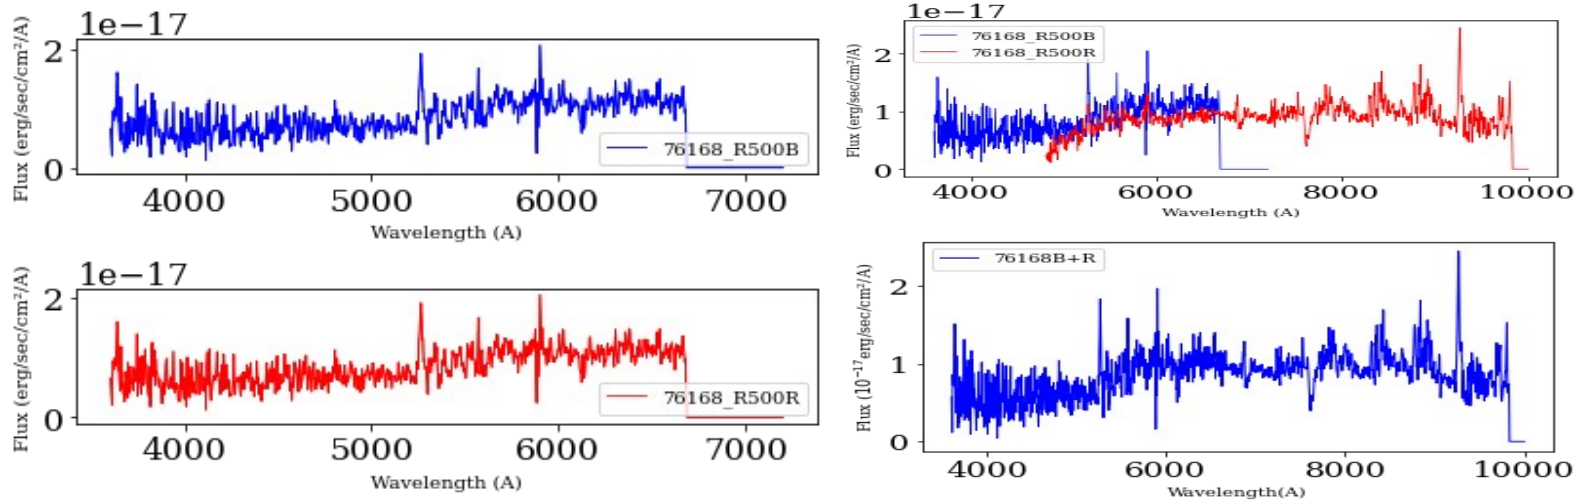 1e−17
Flux (erg/sec/cm²/A)
2
0
76168_R500B
4000 5000 6000 7000
Wavelength (A)
1e−17
Flux (erg/sec/cm²/A)
2
1
0
76168_R500B
76168_R500R
4000 6000 8000 10000
Wavelength (A)
1e−17
Flux (erg/sec/cm²/A)
2
0
76168_R500R
4000 5000 6000 7000
Wavelength (A)
Flux (10⁻¹⁷erg/sec/cm²/A)
2
1
0
76168B+R
4000 6000 8000 10000
Wavelength(A)